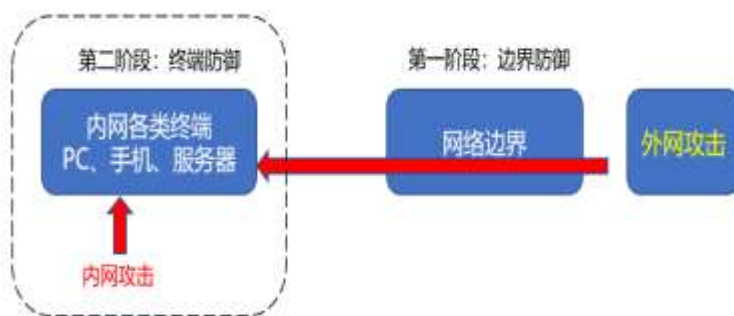 第二阶段：终端防御
第一阶段：边界防御
内网各类终端
PC、手机、服务器
网络边界
外网攻击
内网攻击